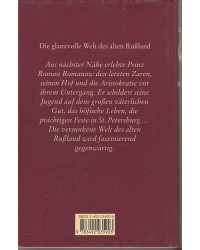 Die glanzvolle Welt des alten Rußland
Aus nächster Nähe erlebte Prinz
Roman Romanow den letzten Zaren,
seinen Hof und die Aristokratie vor
ihrem Untergang. Er schildert seine
Jugend auf dem großen väterlichen
Gut, das höfische Leben, die
prächtigen Feste in St. Petersburg ...
Die versunkene Welt des alten
Rußland wird faszinierend
gegenwärtig.